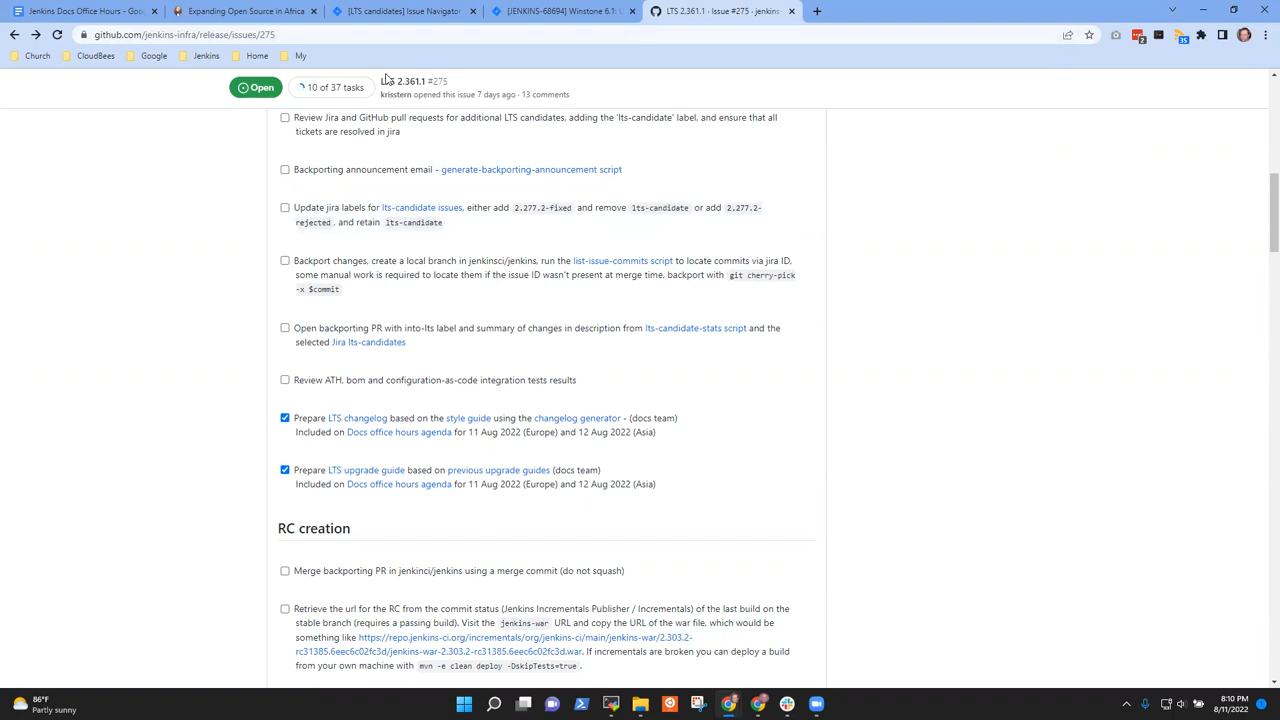 Jenkins Docs Office Hours - Goo
Expanding Open Source in Africa
[LTS candidates] Issue Navigator
[JENKINS-68694] Winstone 6.1: U
LTS 2.361.1 · Issue #275 · jenkins-
github.com/jenkins-infra/release/issues/275
Church
CloudBees
Google
Jenkins
Home
My
Open
10 of 37 tasks
LTS 2.361.1 #275
krisstern opened this issue 7 days ago · 13 comments
Review Jira and GitHub pull requests for additional LTS candidates, adding the 'lts-candidate' label, and ensure that all
tickets are resolved in jira
Backporting announcement email - generate-backporting-announcement script
Update jira labels for lts-candidate issues, either add 2.277.2-fixed and remove lts-candidate or add 2.277.2-
rejected, and retain lts-candidate
Backport changes, create a local branch in jenkinsci/jenkins, run the list-issue-commits script to locate commits via jira ID,
some manual work is required to locate them if the issue ID wasn't present at merge time, backport with git cherry-pick
-x $commit
Open backporting PR with into-lts label and summary of changes in description from lts-candidate-stats script and the
selected Jira lts-candidates
Review ATH, bom and configuration-as-code integration tests results
Prepare LTS changelog based on the style guide using the changelog generator - (docs team)
Included on Docs office hours agenda for 11 Aug 2022 (Europe) and 12 Aug 2022 (Asia)
Prepare LTS upgrade guide based on previous upgrade guides (docs team)
Included on Docs office hours agenda for 11 Aug 2022 (Europe) and 12 Aug 2022 (Asia)
RC creation
Merge backporting PR in jenkinci/jenkins using a merge commit (do not squash)
Retrieve the url for the RC from the commit status (Jenkins Incrementals Publisher / Incrementals) of the last build on the
stable branch (requires a passing build). Visit the jenkins-war URL and copy the URL of the war file, which would be
something like https://repo.jenkins-ci.org/incrementals/org/jenkins-ci/main/jenkins-war/2.303.2-
rc31385.6eec6c02fc3d/jenkins-war-2.303.2-rc31385.6eec6c02fc3d.war. If incrementals are broken you can deploy a build
from your own machine with mvn -e clean deploy -DskipTests=true.
86°F
Partly sunny
8:10 PM
8/11/2022